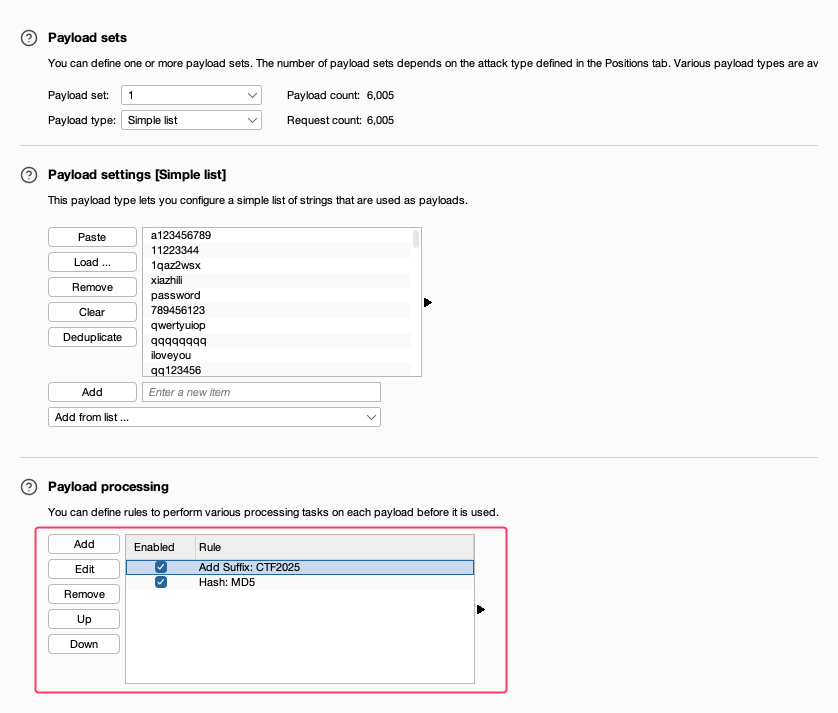 Payload sets
You can define one or more payload sets. The number of payload sets depends on the attack type defined in the Positions tab. Various payload types are av
Payload set: 1 Payload count: 6,005
Payload type: Simple list Request count: 6,005
Payload settings [Simple list]
This payload type lets you configure a simple list of strings that are used as payloads.
Paste
Load ...
Remove
Clear
Deduplicate
a123456789
11223344
1qaz2wsx
xiazhili
password
789456123
qwertyuiop
qqqqqqqq
iloveyou
qq123456
Add Enter a new item
Add from list ...
Payload processing
You can define rules to perform various processing tasks on each payload before it is used.
Add
Edit
Remove
Up
Down
Enabled Rule
Add Suffix: CTF2025
Hash: MD5